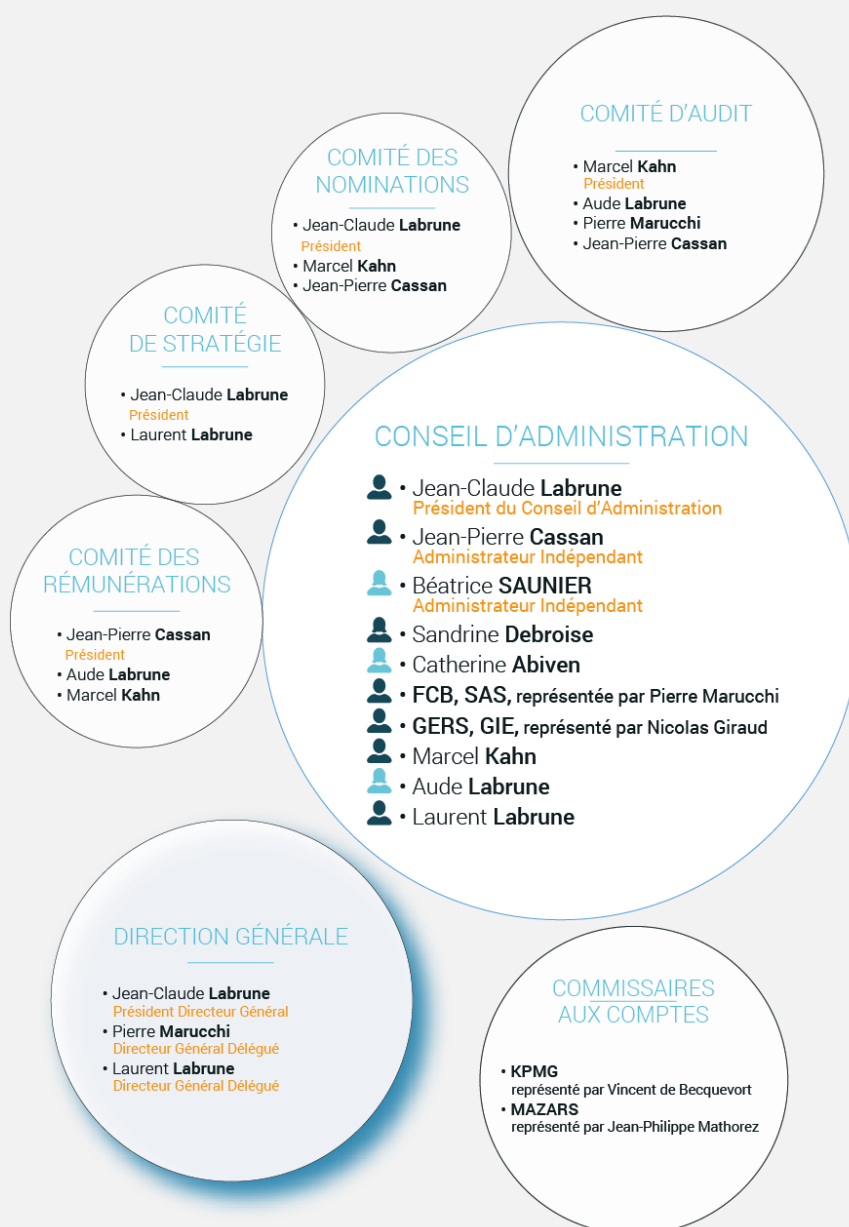 COMITÉ D'AUDIT
• Marcel Kahn
Président
• Aude Labrune
• Pierre Marucchi
• Jean-Pierre Cassan
COMITÉ DES
NOMINATIONS
• Jean-Claude Labrune
Président
• Marcel Kahn
• Jean-Pierre Cassan
COMITÉ
DE STRATÉGIE
• Jean-Claude Labrune
Président
• Laurent Labrune
COMITÉ DES
RÉMUNÉRATIONS
• Jean-Pierre Cassan
Président
• Aude Labrune
• Marcel Kahn
CONSEIL D'ADMINISTRATION
• Jean-Claude Labrune
Président du Conseil d'Administration
• Jean-Pierre Cassan
Administrateur Indépendant
• Béatrice SAUNIER
Administrateur Indépendant
• Sandrine Debroise
• Catherine Abiven
• FCB, SAS, représentée par Pierre Marucchi
• GERS, GIE, représenté par Nicolas Giraud
• Marcel Kahn
• Aude Labrune
• Laurent Labrune
DIRECTION GÉNÉRALE
• Jean-Claude Labrune
Président Directeur Général
• Pierre Marucchi
Directeur Général Délégué
• Laurent Labrune
Directeur Général Délégué
COMMISSAIRES
AUX COMPTES
• KPMG
représenté par Vincent de Becquevort
• MAZARS
représenté par Jean-Philippe Mathorez